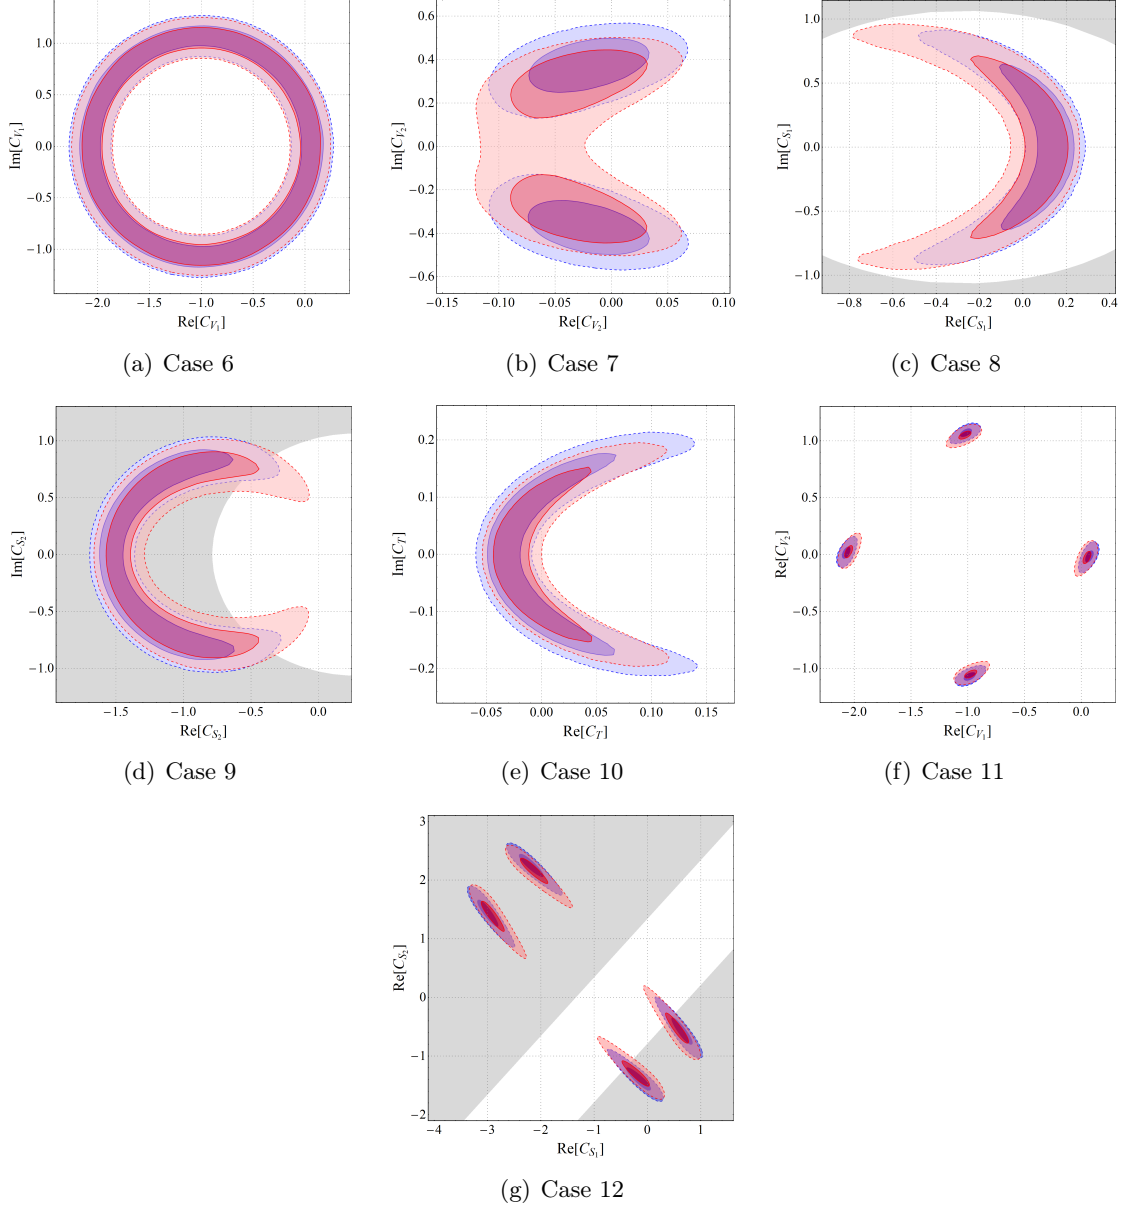 1.0
0.5
0.0
−0.5
−1.0
Im[C_{V_1}]
−2.0 −1.5 −1.0 −0.5 0.0
Re[C_{V_1}]
(a) Case 6
0.6
0.4
0.2
0.0
−0.2
−0.4
−0.6
Im[C_{V_2}]
−0.15 −0.10 −0.05 0.00 0.05 0.10
Re[C_{V_2}]
(b) Case 7
1.0
0.5
0.0
−0.5
−1.0
Im[C_{S_1}]
−0.8 −0.6 −0.4 −0.2 0.0 0.2 0.4
Re[C_{S_1}]
(c) Case 8
1.0
0.5
0.0
−0.5
−1.0
Im[C_{S_2}]
−1.5 −1.0 −0.5 0.0
Re[C_{S_2}]
(d) Case 9
0.2
0.1
0.0
−0.1
−0.2
Im[C_T]
−0.05 0.00 0.05 0.10 0.15
Re[C_T]
(e) Case 10
1.0
0.5
0.0
−0.5
−1.0
Re[C_{V_2}]
−2.0 −1.5 −1.0 −0.5 0.0
Re[C_{V_1}]
(f) Case 11
3
2
1
0
−1
−2
Re[C_{S_2}]
−4 −3 −2 −1 0 1
Re[C_{S_1}]
(g) Case 12